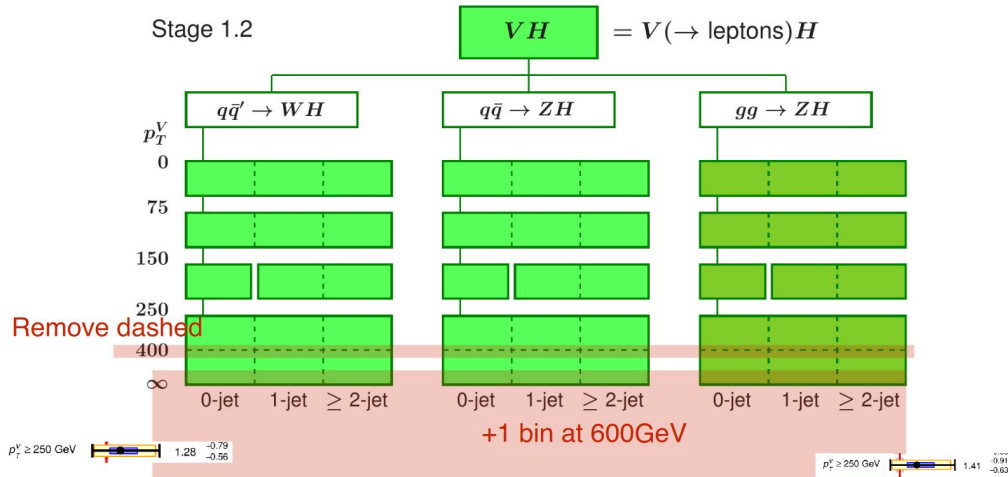 Stage 1.2
VH = V(→ leptons)H
qq̄′ → WH
qq̄ → ZH
gg → ZH
p_T^V
0
75
150
250
Remove dashed
400
∞
0-jet 1-jet ≥ 2-jet
0-jet 1-jet ≥ 2-jet
0-jet 1-jet ≥ 2-jet
+1 bin at 600GeV
p_T^V ≥ 250 GeV 1.28 -0.79
-0.56
p_T^V ≥ 250 GeV 1.41 -0.91
-0.63